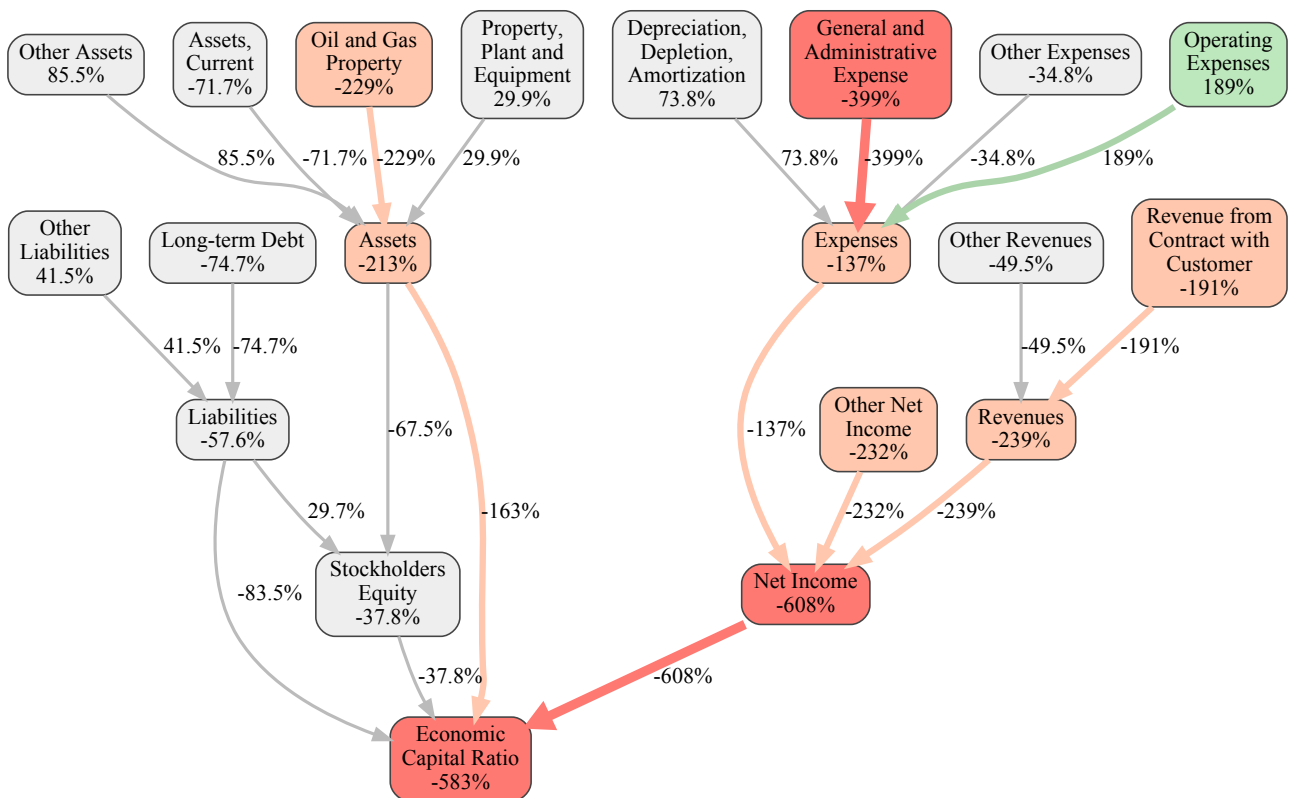 Other Assets
85.5%
Assets,
Current
-71.7%
Oil and Gas
Property
-229%
Property,
Plant and
Equipment
29.9%
Depreciation,
Depletion,
Amortization
73.8%
General and
Administrative
Expense
-399%
Other Expenses
-34.8%
Operating
Expenses
189%
85.5%
-71.7%
-229%
29.9%
73.8%
-399%
-34.8%
189%
Other
Liabilities
41.5%
Long-term Debt
-74.7%
Assets
-213%
Expenses
-137%
Other Revenues
-49.5%
Revenue from
Contract with
Customer
-191%
41.5%
-74.7%
-49.5%
-191%
Liabilities
-57.6%
-67.5%
-137%
Other Net
Income
-232%
Revenues
-239%
29.7%
-163%
-232%
-239%
-83.5%
Stockholders
Equity
-37.8%
Net Income
-608%
-37.8%
-608%
Economic
Capital Ratio
-583%